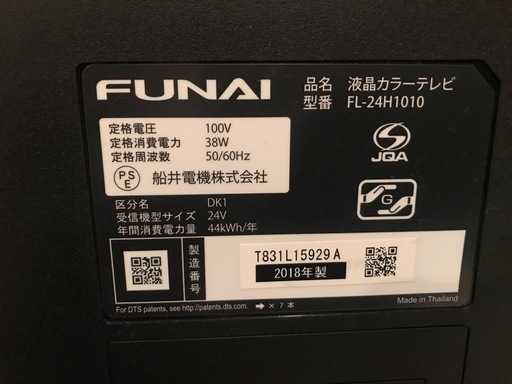 FUNAI
品名 液晶カラーテレビ
型番 FL-24H1010
定格電圧 100V
定格消費電力 38W
定格周波数 50/60Hz
PSE 船井電機株式会社
S JQA
G
区分名 DK1
受信機型サイズ 24V
年間消費電力量 44kWh/年
製造番号
T831L15929 A
2018年製
For DTS patents, see http://patents.dts.com. ➡ × 7 本
Made in Thailand